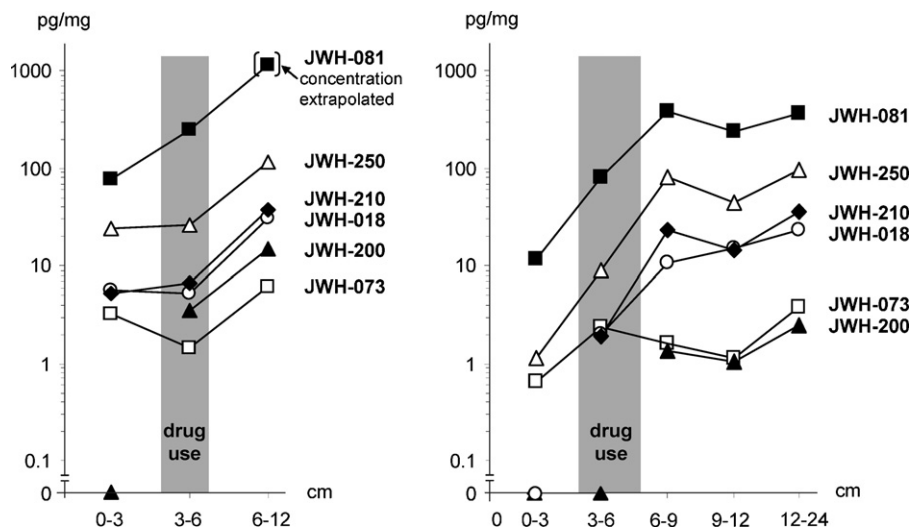 pg/mg
1000
100
10
1
0.1
0
JWH-081
concentration
extrapolated
JWH-250
JWH-210
JWH-018
JWH-200
JWH-073
drug
use
0-3
3-6
6-12
cm
pg/mg
1000
100
10
1
0.1
0
JWH-081
JWH-250
JWH-210
JWH-018
JWH-073
JWH-200
drug
use
0
0-3
3-6
6-9
9-12
12-24
cm